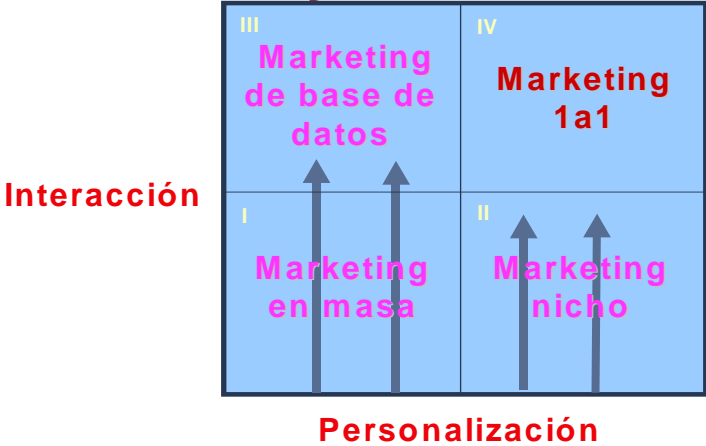 III
Marketing
de base de
datos
IV
Marketing
1a1
Interacción
I
Marketing
en masa
II
Marketing
nicho
Personalización